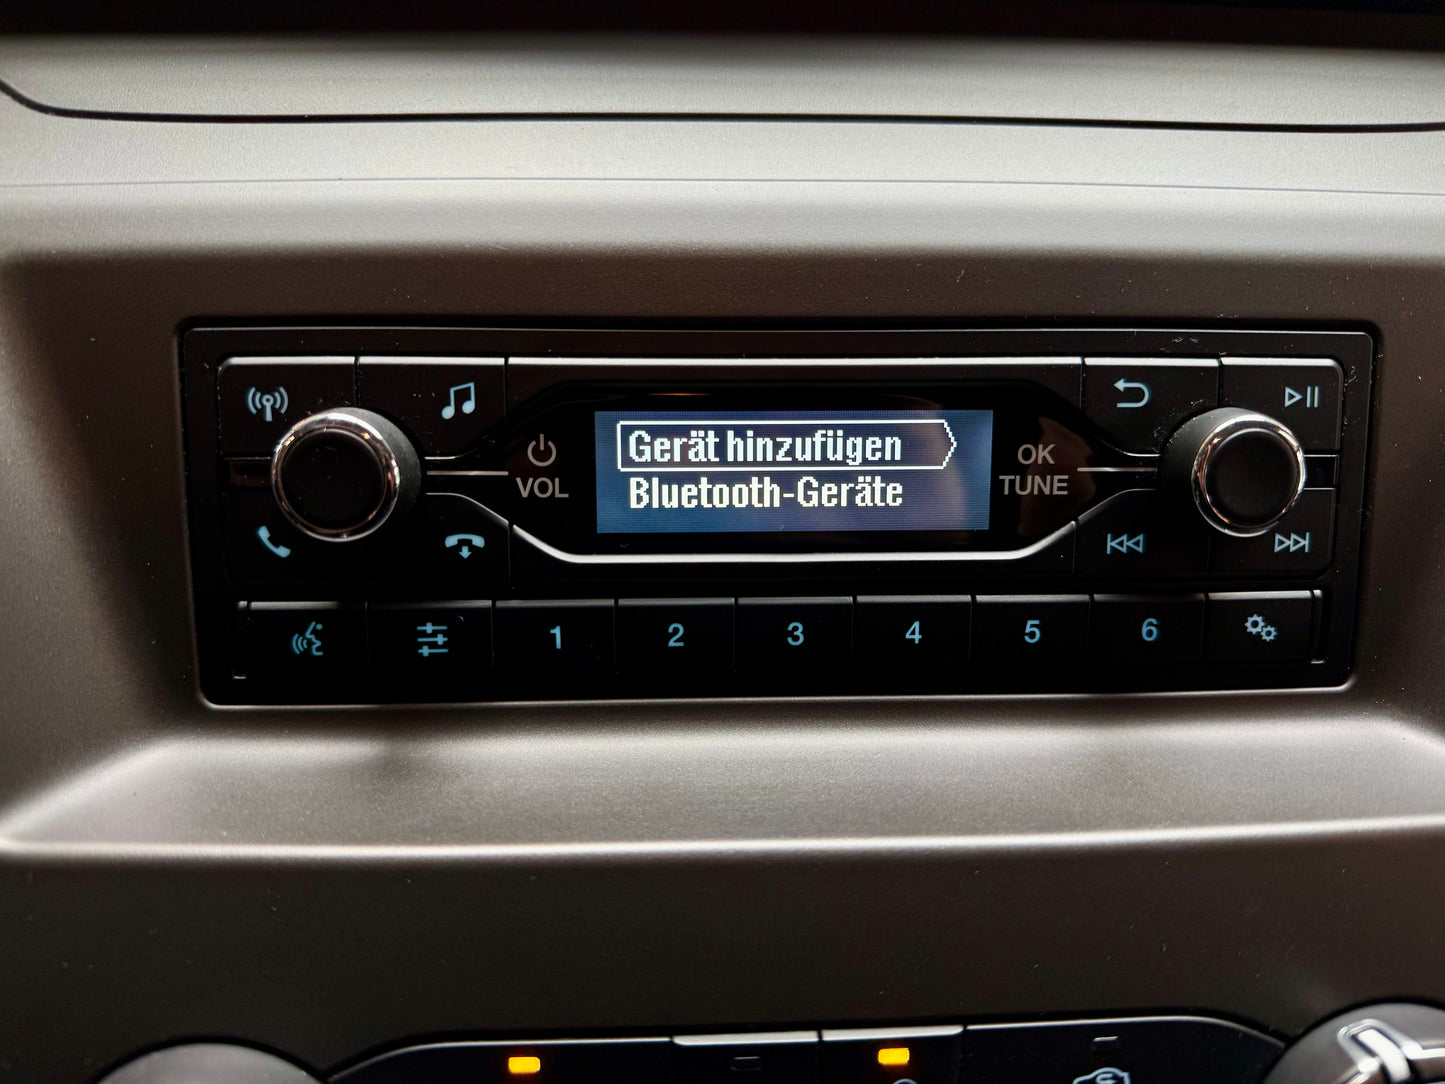 Gerät hinzufügen
Bluetooth-Geräte
VOL
OK
TUNE
1 2 3 4 5 6